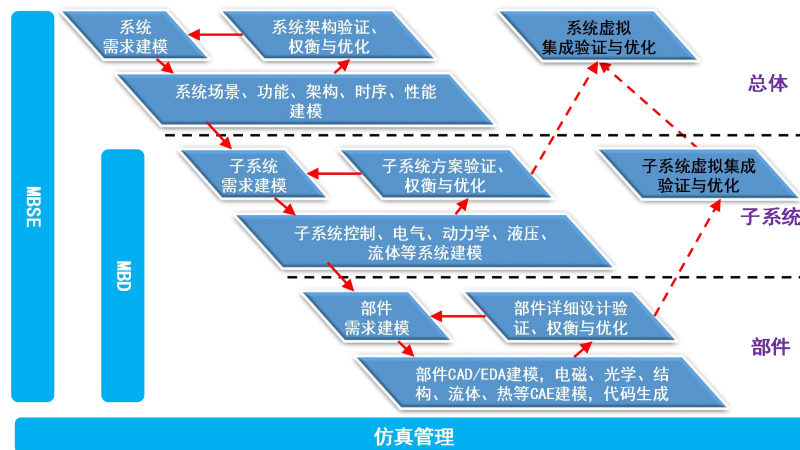 系统
需求建模
系统架构验证、
权衡与优化
系统虚拟
集成验证与优化
系统场景、功能、架构、时序、性能
建模
总体
子系统
需求建模
子系统方案验证、
权衡与优化
子系统虚拟集成
验证与优化
子系统控制、电气、动力学、液压、
流体等系统建模
子系统
部件
需求建模
部件详细设计验
证、权衡与优化
部件CAD/EDA建模,电磁、光学、结
构、流体、热等CAE建模,代码生成
部件
MBSE
MBD
仿真管理